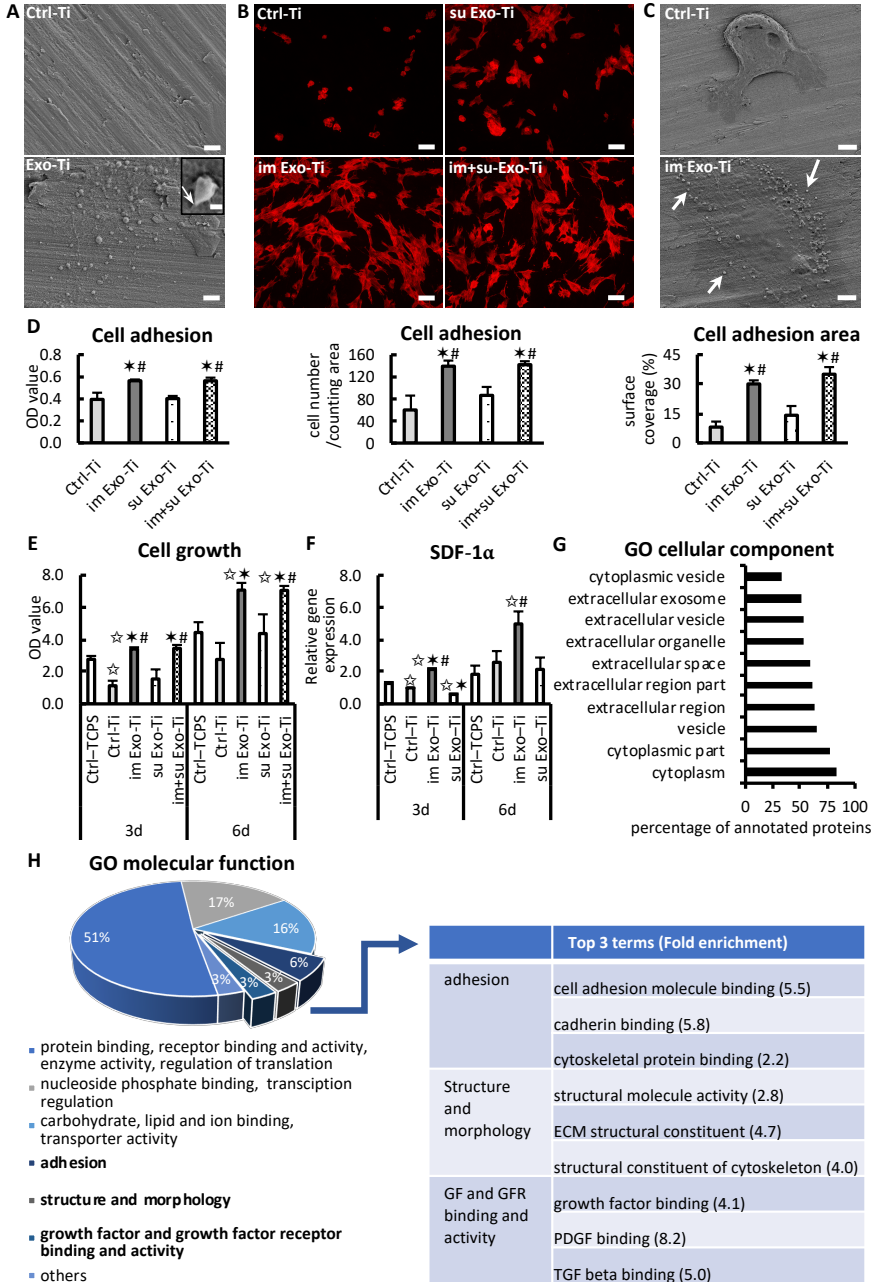 A
Ctrl-Ti
Exo-Ti
B
Ctrl-Ti
su Exo-Ti
im Exo-Ti
im+su-Exo-Ti
C
Ctrl-Ti
im Exo-Ti
D
Cell adhesion
OD value
0.6
0.4
0.2
0.0
✶#
✶#
Ctrl-Ti
im Exo-Ti
su Exo-Ti
im+su Exo-Ti
Cell adhesion
cell number
/counting area
160
120
80
40
0
✶#
✶#
Ctrl-Ti
im Exo-Ti
su Exo-Ti
im+su Exo-Ti
Cell adhesion area
surface
coverage (%)
45
30
15
0
✶#
✶#
Ctrl-Ti
im Exo-Ti
su Exo-Ti
im+su Exo-Ti
E
Cell growth
OD value
8.0
6.0
4.0
2.0
0.0
☆
☆✶#
✶#
☆✶
☆✶#
Ctrl–TCPS
Ctrl-Ti
im Exo-Ti
su Exo-Ti
im+su Exo-Ti
Ctrl–TCPS
Ctrl-Ti
im Exo-Ti
su Exo-Ti
im+su Exo-Ti
3d
6d
F
SDF-1α
Relative gene
expression
8.0
6.0
4.0
2.0
0.0
☆
☆✶#
☆✶
☆#
Ctrl–TCPS
Ctrl–Ti
im Exo–Ti
su Exo–Ti
Ctrl–TCPS
Ctrl–Ti
im Exo–Ti
su Exo–Ti
3d
6d
G
GO cellular component
cytoplasmic vesicle
extracellular exosome
extracellular vesicle
extracellular organelle
extracellular space
extracellular region part
extracellular region
vesicle
cytoplasmic part
cytoplasm
0 25 50 75 100
percentage of annotated proteins
H
GO molecular function
17%
16%
51%
6%
3%
3%
3%
protein binding, receptor binding and activity,
enzyme activity, regulation of translation
nucleoside phosphate binding, transciption
regulation
carbohydrate, lipid and ion binding,
transporter activity
adhesion
structure and morphology
growth factor and growth factor receptor
binding and activity
others
Top 3 terms (Fold enrichment)
adhesion
cell adhesion molecule binding (5.5)
cadherin binding (5.8)
cytoskeletal protein binding (2.2)
Structure
and
morphology
structural molecule activity (2.8)
ECM structural constituent (4.7)
structural constituent of cytoskeleton (4.0)
GF and GFR
binding and
activity
growth factor binding (4.1)
PDGF binding (8.2)
TGF beta binding (5.0)